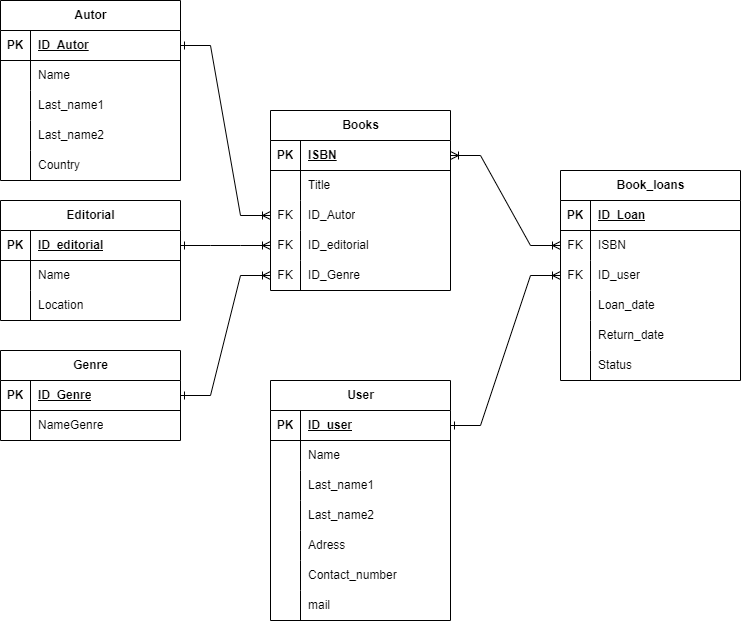 Autor
PK ID_Autor
Name
Last_name1
Last_name2
Country
Editorial
PK ID_editorial
Name
Location
Genre
PK ID_Genre
NameGenre
Books
PK ISBN
Title
FK ID_Autor
FK ID_editorial
FK ID_Genre
User
PK ID_user
Name
Last_name1
Last_name2
Adress
Contact_number
mail
Book_loans
PK ID_Loan
FK ISBN
FK ID_user
Loan_date
Return_date
Status